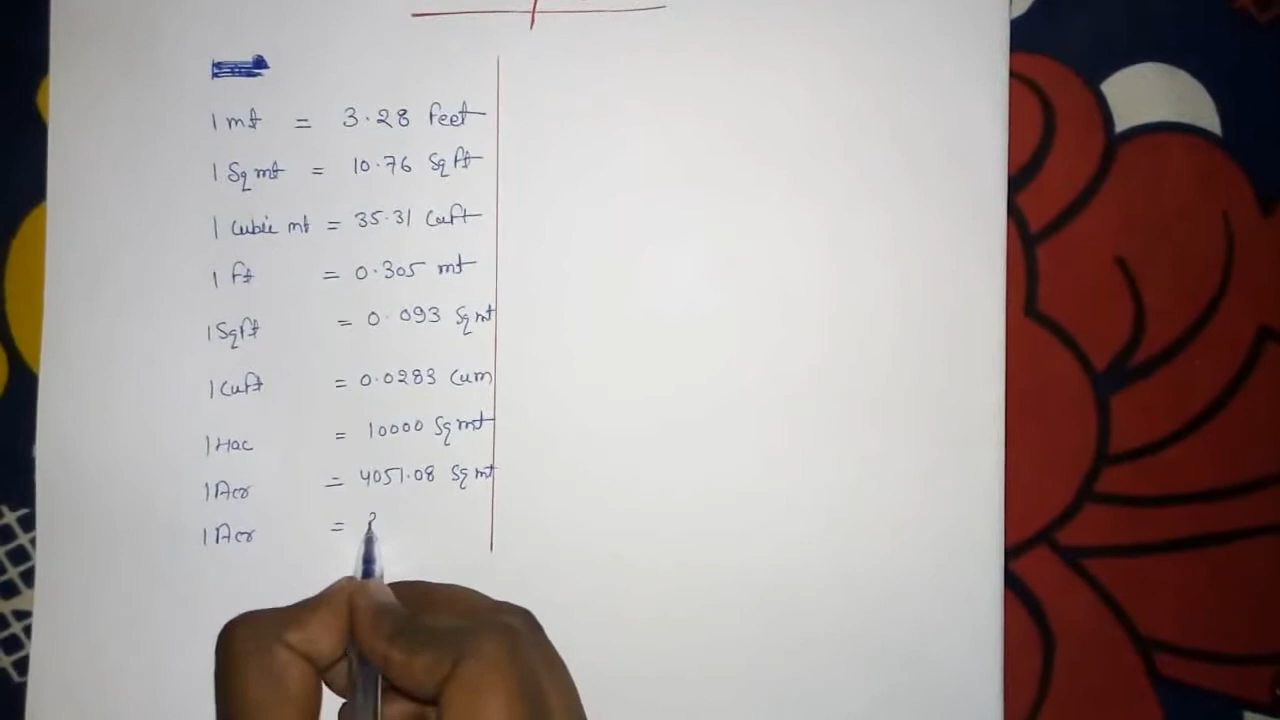 1 mt = 3.28 feet
1 Sq mt = 10.76 Sq ft
1 Cubic mt = 35.31 Cuft
1 ft = 0.305 mt
1 Sqft = 0.093 Sq mt
1 Cuft = 0.0283 Cum
1 Hac = 10000 Sq mt
1 Acr = 4051.08 Sq mt
1 Acr =